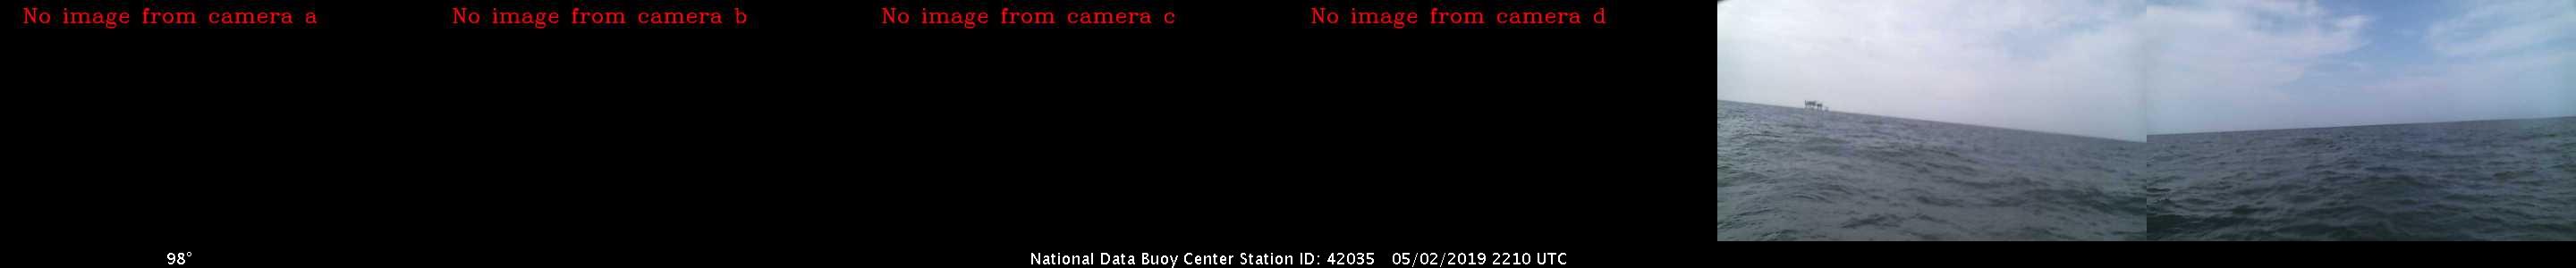 No image from camera a
No image from camera b
No image from camera c
No image from camera d
98°
National Data Buoy Center Station ID: 42035 05/02/2019 2210 UTC